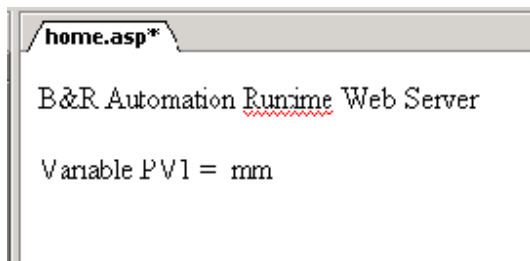 home.asp*
B&R Automation Runtime Web Server
Variable PV1 = mm